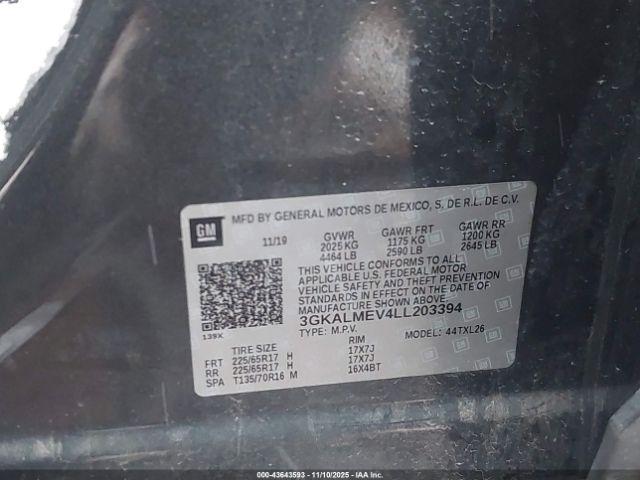 GM MFD BY GENERAL MOTORS DE MEXICO, S. DE R.L. DE C.V.
11/19 GVWR GAWR FRT GAWR RR
2025 KG 1175 KG 1200 KG
4464 LB 2590 LB 2645 LB
THIS VEHICLE CONFORMS TO ALL
APPLICABLE U.S. FEDERAL MOTOR
VEHICLE SAFETY AND THEFT PREVENTION
STANDARDS IN EFFECT ON THE DATE OF
MANUFACTURE SHOWN ABOVE.
139X 3GKALMEV4LL203394
TYPE: M.P.V. MODEL: 44TXL26
TIRE SIZE RIM
FRT 225/65R17 H 17X7J
RR 225/65R17 H 17X7J
SPA T135/70R16 M 16X4BT
000-43643593 - 11/10/2025 - IAA Inc.